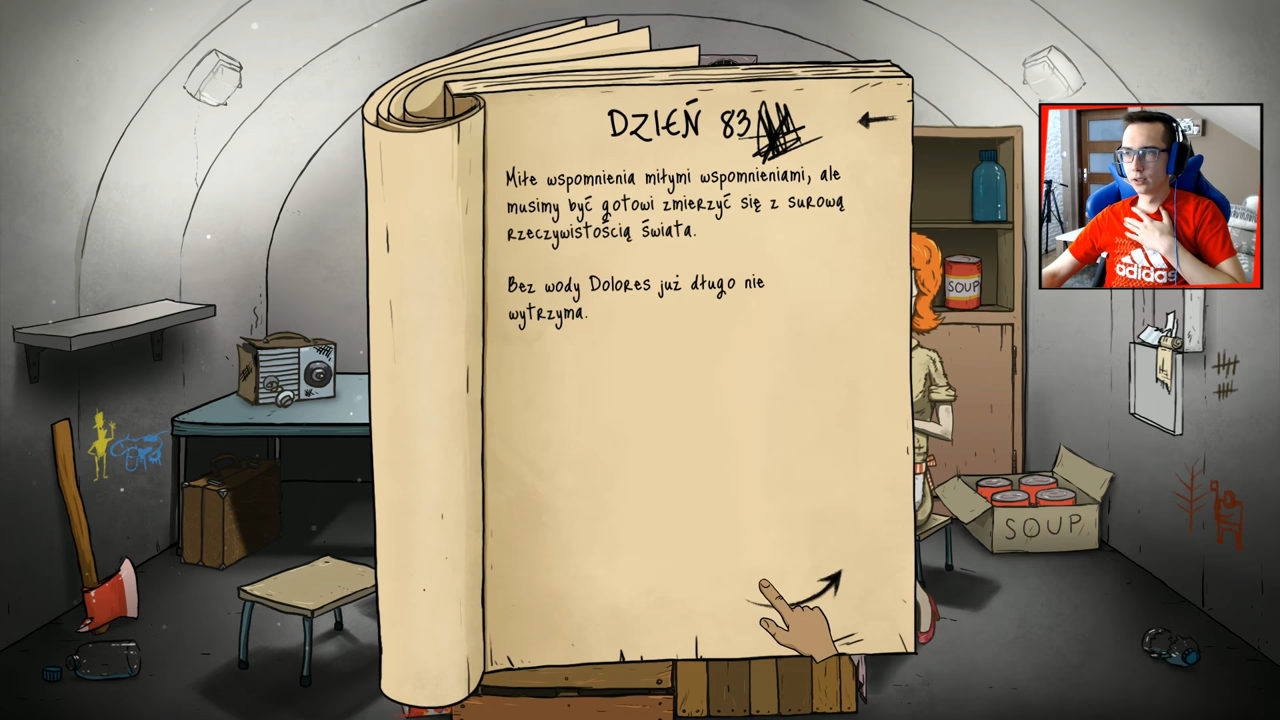 DZIEŃ 83
Miłe wspomnienia miłymi wspomnieniami, ale
musimy być gotowi zmierzyć się z surową
rzeczywistością świata.
Bez wody Dolores już długo nie
wytrzyma.
SOUP
adidas
SOUP